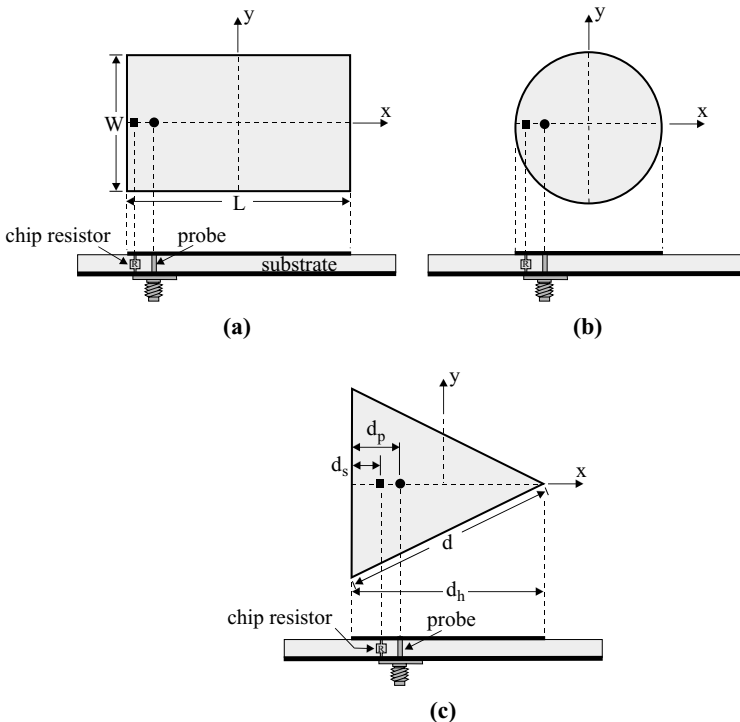 y
x
W
L
chip resistor
probe
R
substrate
(a)
y
x
R
(b)
y
d_p
d_s
x
d
d_h
chip resistor
probe
R
(c)